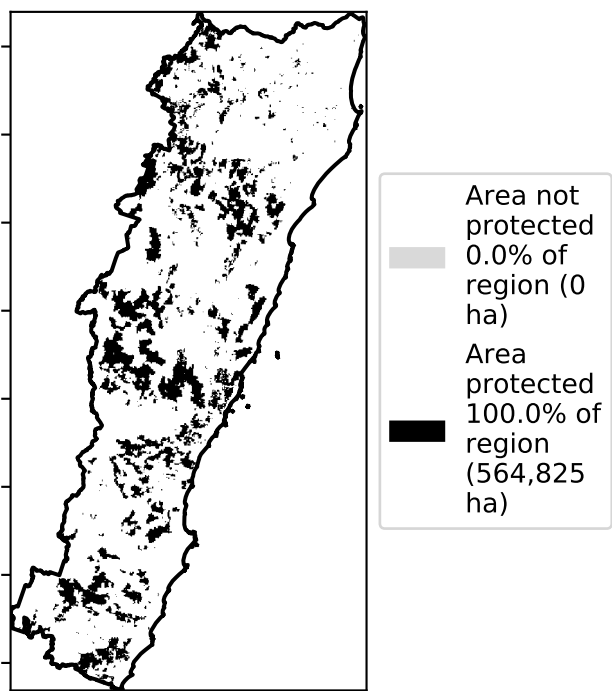 Area not
protected
0.0% of
region (0
ha)
Area
protected
100.0% of
region
(564,825
ha)